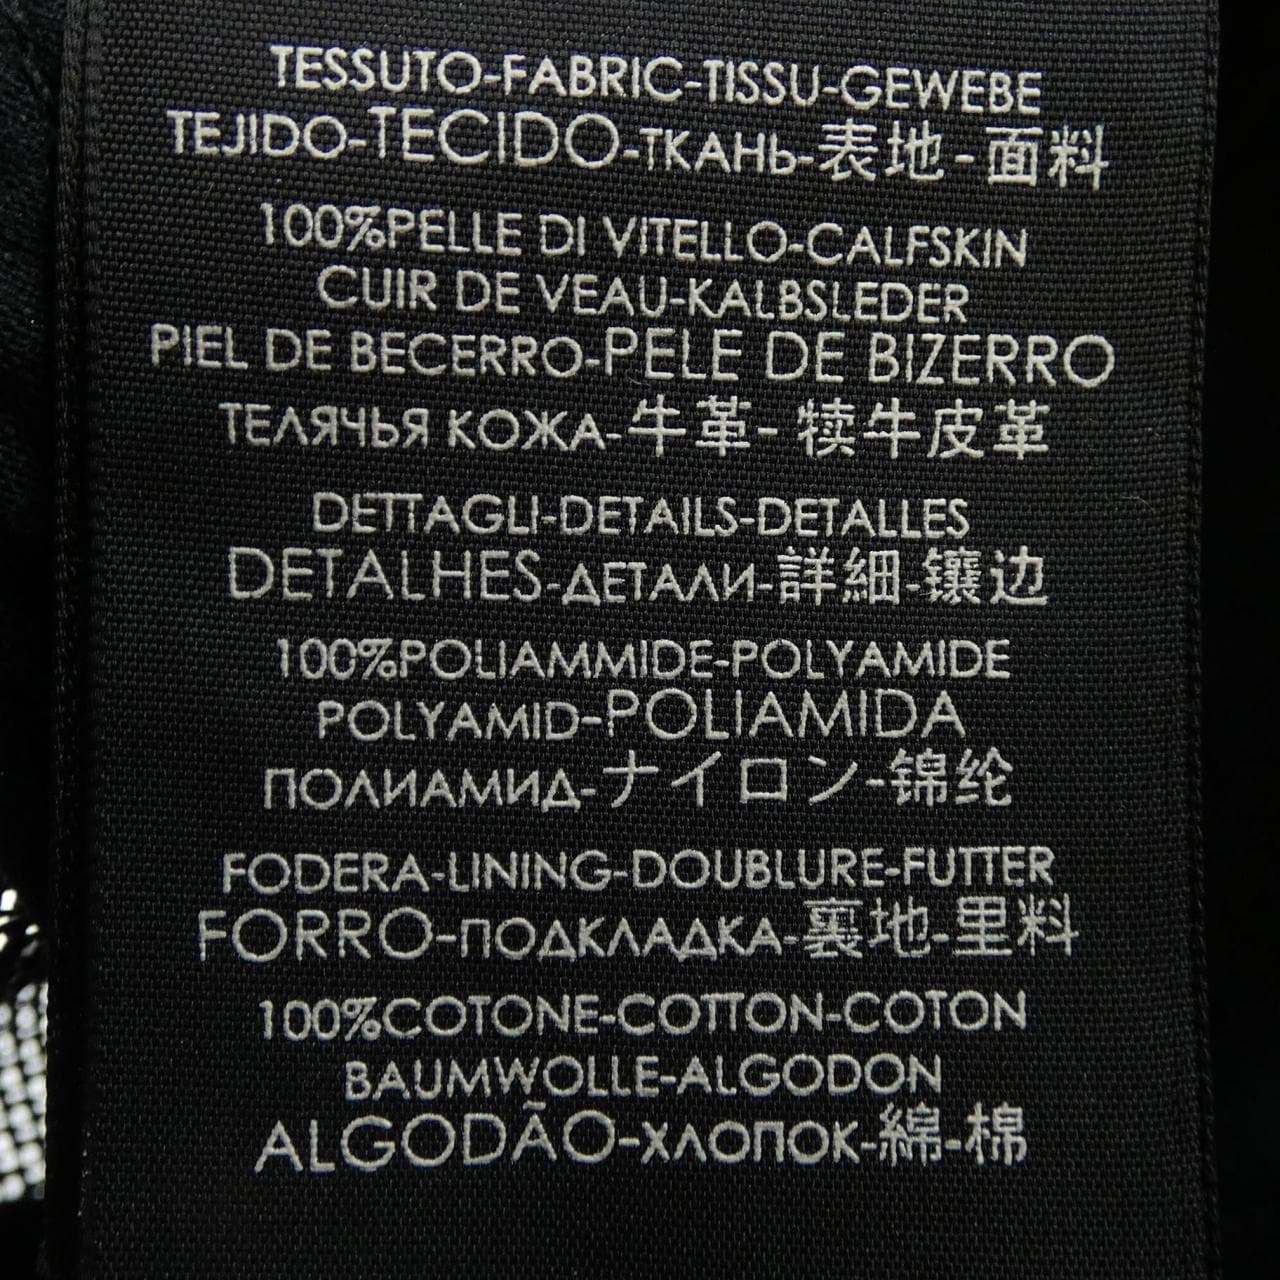 TESSUTO-FABRIC-TISSU-GEWEBE
TEJIDO-TECIDO-ТКАНЬ-表地-面料
100%PELLE DI VITELLO-CALFSKIN
CUIR DE VEAU-KALBSLEDER
PIEL DE BECERRO-PELE DE BIZERRO
ТЕЛЯЧЬЯ КОЖА-牛革-犊牛皮革
DETTAGLI-DETAILS-DETALLES
DETALHES-ДЕТАЛИ-詳細-镶边
100%POLIAMMIDE-POLYAMIDE
POLYAMID-POLIAMIDA
ПОЛИАМИД-ナイロン-锦纶
FODERA-LINING-DOUBLURE-FUTTER
FORRO-ПОДКЛАДКА-裏地-里料
100%COTONE-COTTON-COTON
BAUMWOLLE-ALGODON
ALGODÃO-ХЛОПОК-綿-棉